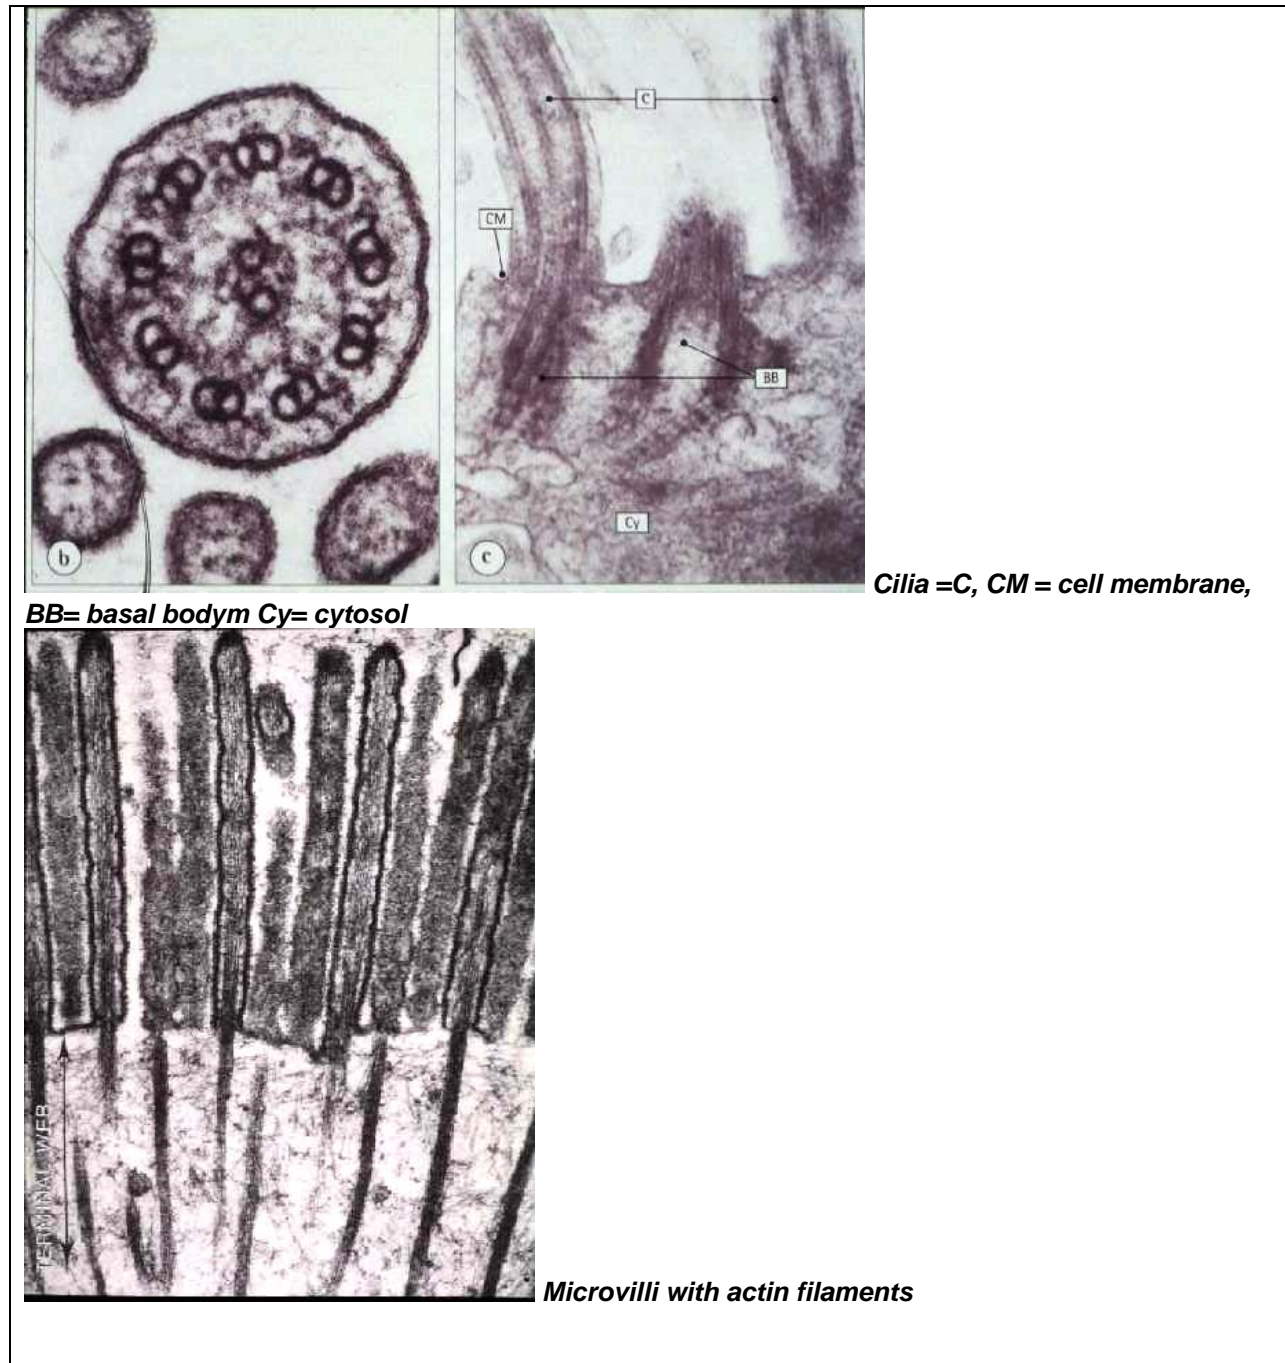 C
CM
BB
Cy
b
c
Cilia =C, CM = cell membrane,
BB= basal bodym Cy= cytosol
TERMINAL WEB
Microvilli with actin filaments